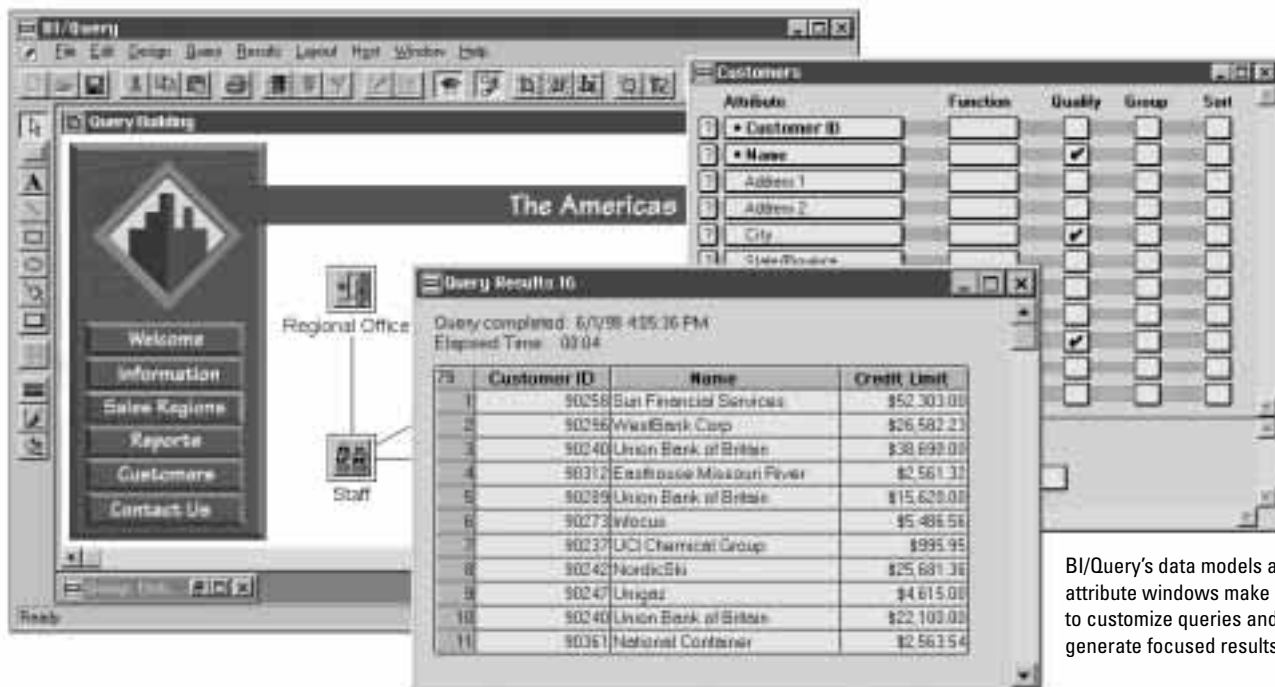 BI/Query
File Edit Design Query Results Layout Host Window Help
Query Building
The Americas
Welcome
Information
Sales Regions
Reports
Customers
Contact Us
Regional Office
Staff
Ready
Customers
Attribute Function Qualify Group Sort
? • Customer ID
? • Name
? Address 1
? Address 2
? City
? State/Province
Query Results 16
Query completed: 6/1/98 4:05:36 PM
Elapsed Time: 00:04
75 Customer ID Name Credit Limit
1 90258 Sun Financial Services $52,303.00
2 90256 WestBank Corp $26,582.23
3 90240 Union Bank of Britain $38,690.00
4 90312 Easthouse Missouri River $2,561.32
5 90289 Union Bank of Britain $15,620.00
6 90273 Infocus $5,486.56
7 90237 UCI Chemical Group $995.95
8 90242 NordicSki $25,681.36
9 90247 Unigaz $4,615.00
10 90240 Union Bank of Britain $22,100.00
11 90361 National Container $2,563.54
BI/Query's data models a
attribute windows make
to customize queries and
generate focused results